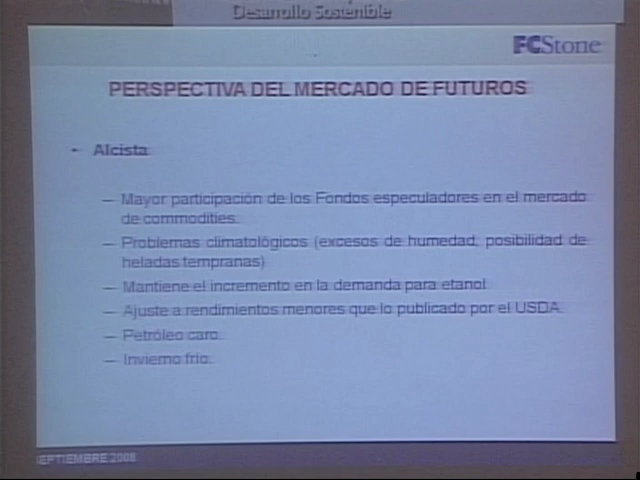 Desarrollo Sostenible
FCStone
PERSPECTIVA DEL MERCADO DE FUTUROS
- Alcista
— Mayor participación de los Fondos especuladores en el mercado
de commodities.
— Problemas climatológicos (excesos de humedad, posibilidad de
heladas tempranas)
— Mantiene el incremento en la demanda para etanol
— Ajuste a rendimientos menores que lo publicado por el USDA.
— Petróleo caro.
— Invierno frío.
SEPTIEMBRE 2008